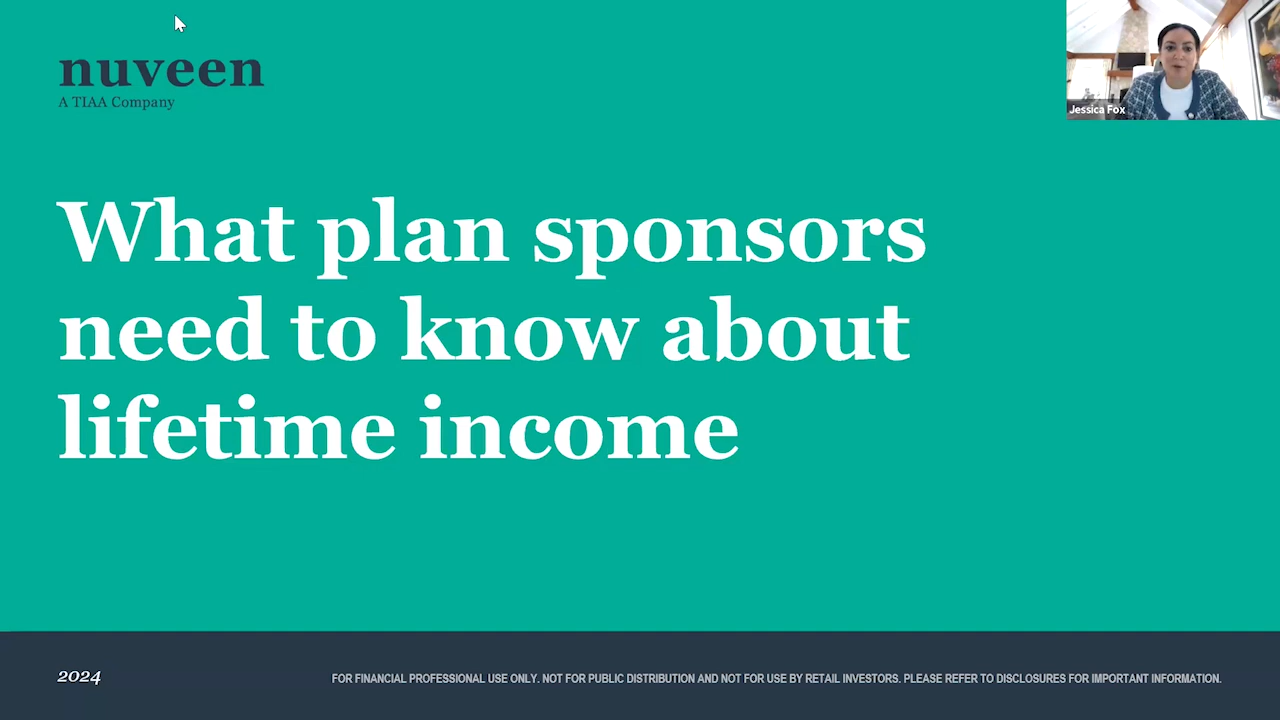 nuveen
A TIAA Company
Jessica Fox
What plan sponsors
need to know about
lifetime income
2024
FOR FINANCIAL PROFESSIONAL USE ONLY. NOT FOR PUBLIC DISTRIBUTION AND NOT FOR USE BY RETAIL INVESTORS. PLEASE REFER TO DISCLOSURES FOR IMPORTANT INFORMATION.